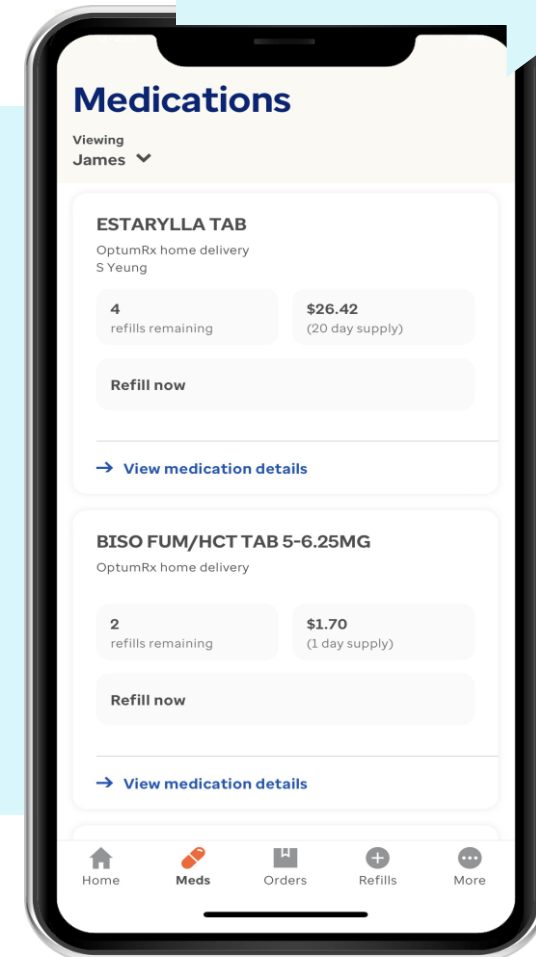 Medications
Viewing
James
ESTARYLLA TAB
OptumRx home delivery
S Yeung
4
refills remaining
$26.42
(20 day supply)
Refill now
→ View medication details
BISO FUM/HCT TAB 5-6.25MG
OptumRx home delivery
2
refills remaining
$1.70
(1 day supply)
Refill now
→ View medication details
Home
Meds
Orders
Refills
More